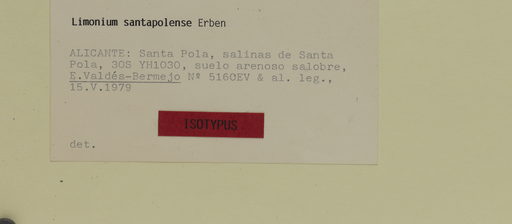 Limonium santapolense Erben
ALICANTE: Santa Pola, salinas de Santa
Pola, 30S YH1030, suelo arenoso salobre,
E.Valdés-Bermejo Nº 5160EV & al. leg.,
15.V.1979
ISOTYPUS
det.